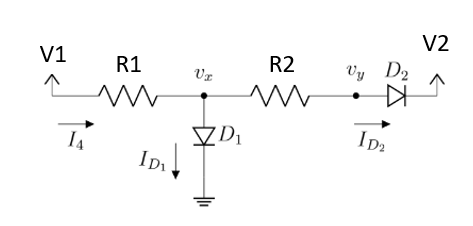 V1
R1
v_x
R2
v_y
D_2
V2
I_4
D_1
I_{D_1}
I_{D_2}